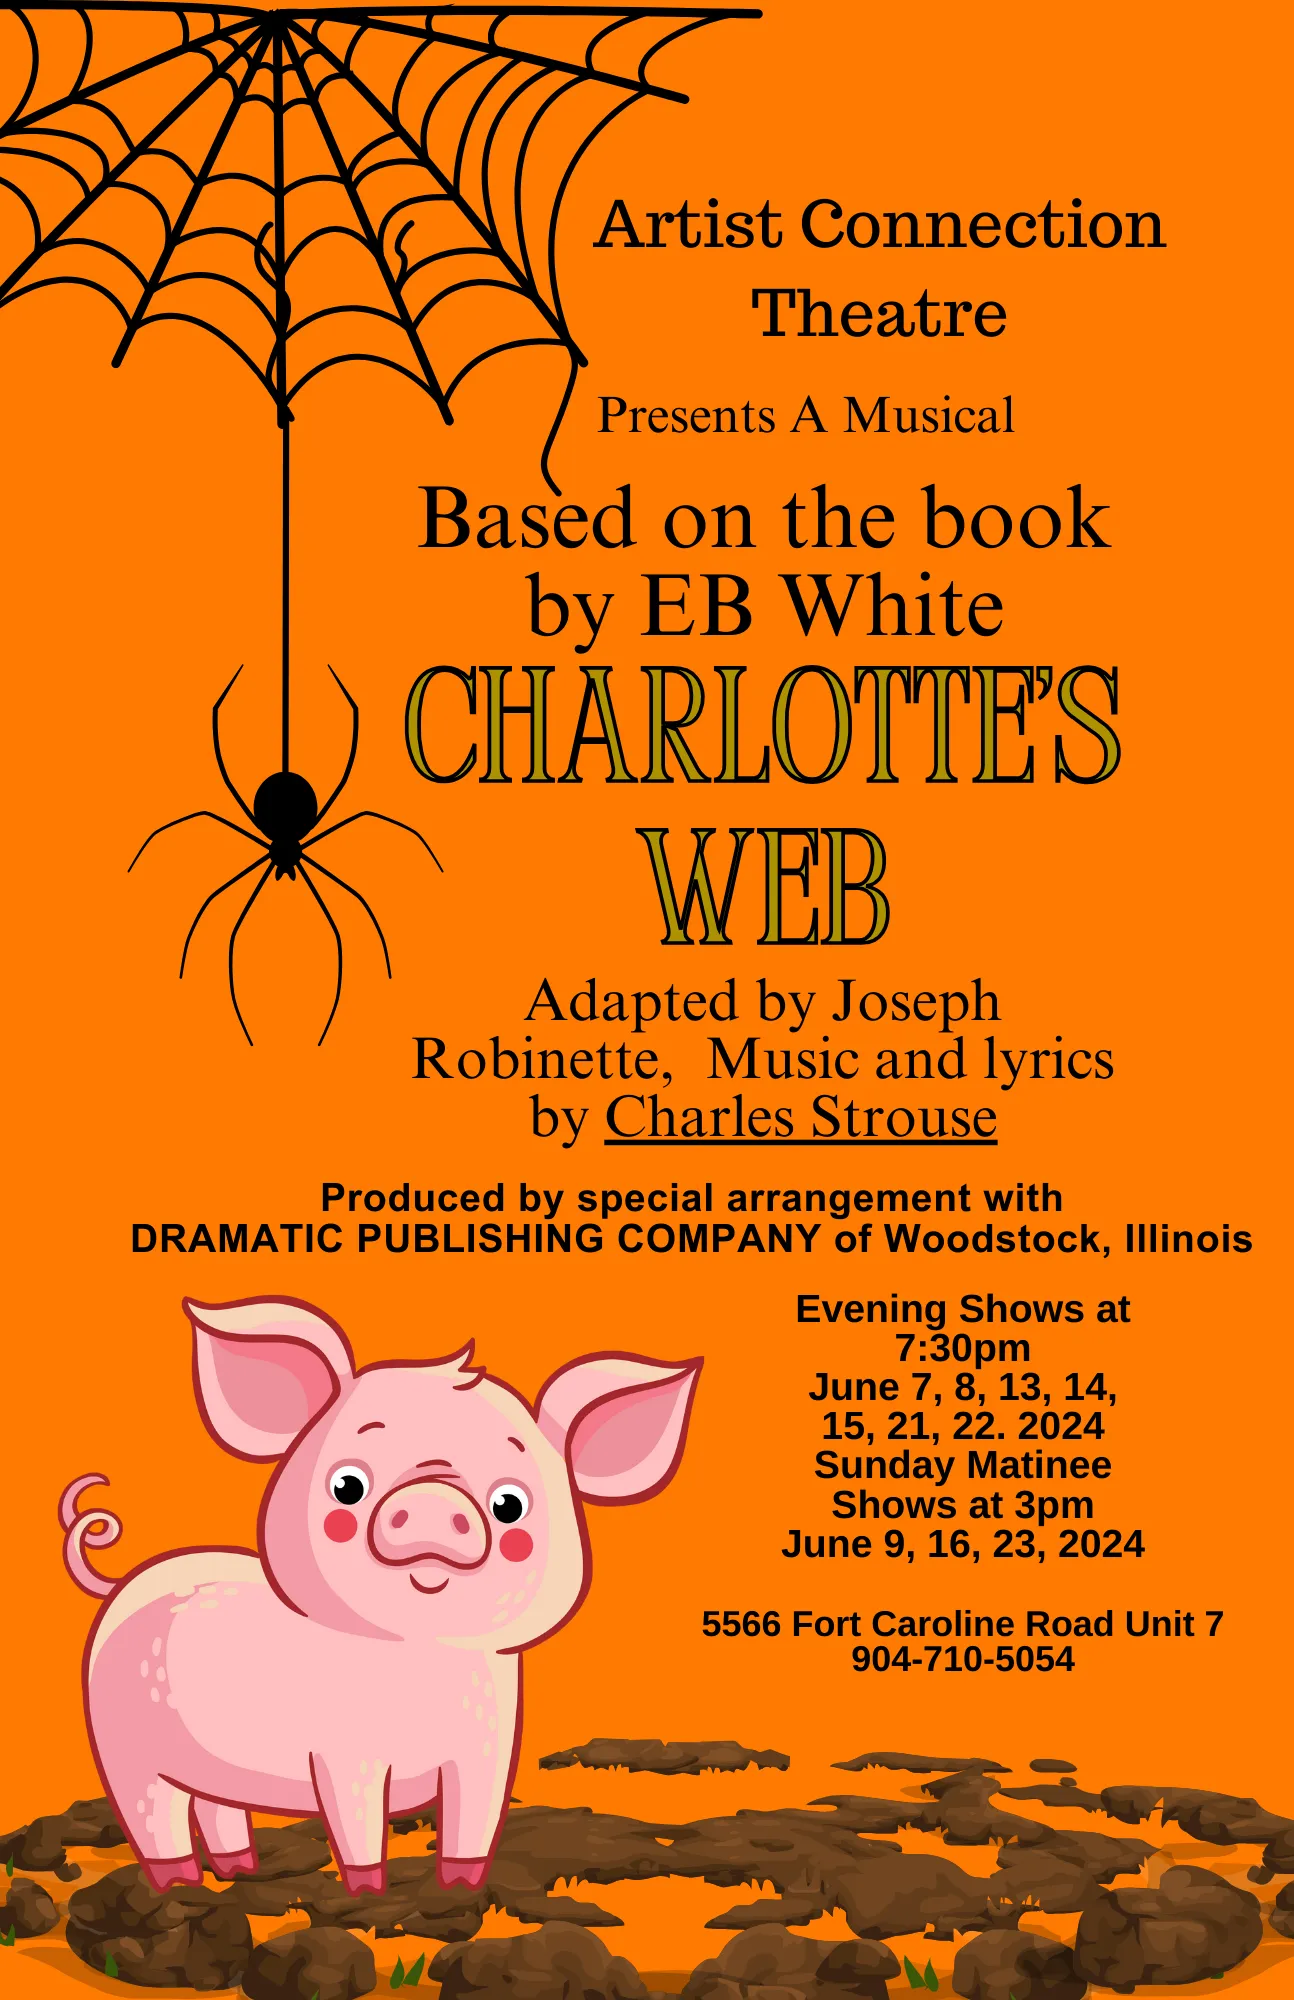 Artist Connection
Theatre
Presents A Musical
Based on the book
by EB White
CHARLOTTE'S
WEB
Adapted by Joseph
Robinette,  Music and lyrics
by Charles Strouse
Produced by special arrangement with
DRAMATIC PUBLISHING COMPANY of Woodstock, Illinois
Evening Shows at
7:30pm
June 7, 8, 13, 14,
15, 21, 22. 2024
Sunday Matinee
Shows at 3pm
June 9, 16, 23, 2024
5566 Fort Caroline Road Unit 7
904-710-5054